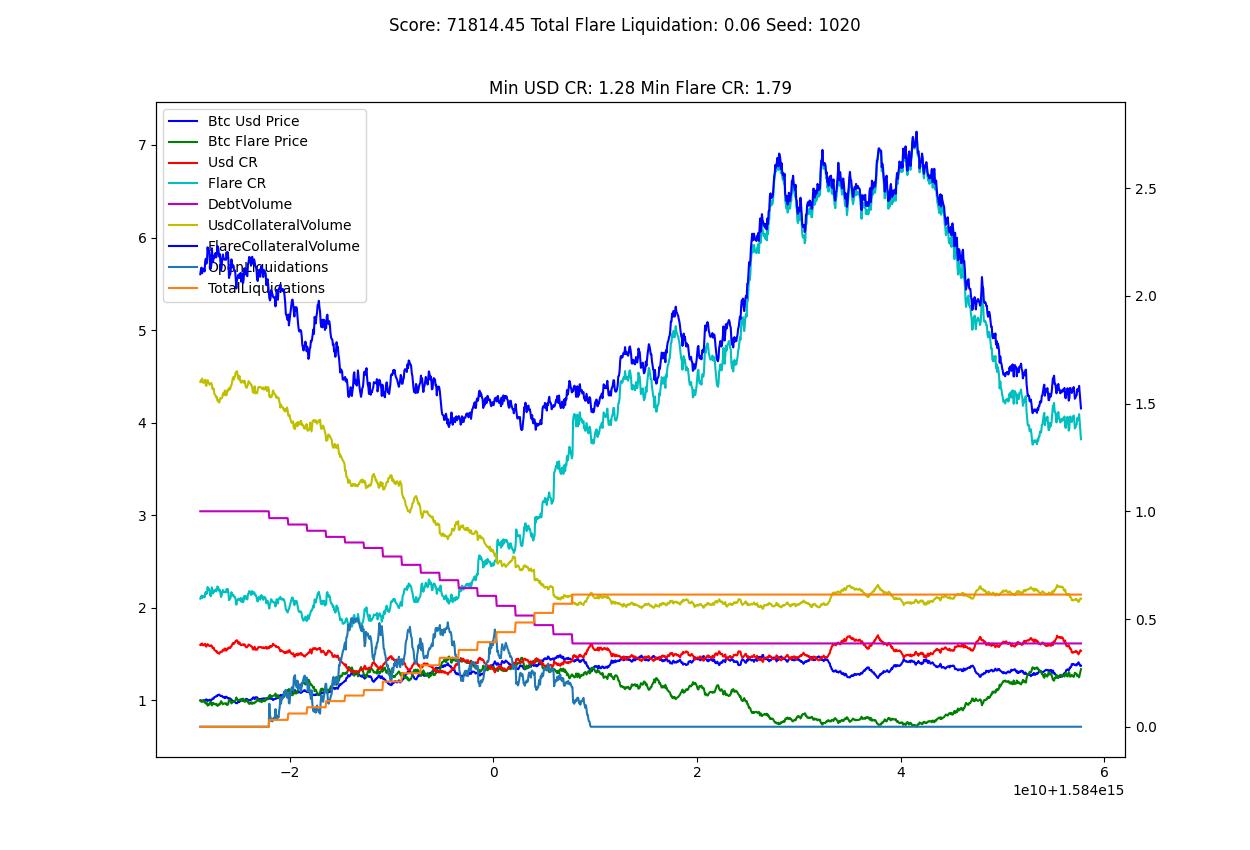 Score: 71814.45 Total Flare Liquidation: 0.06 Seed: 1020
Min USD CR: 1.28 Min Flare CR: 1.79
Btc Usd Price
Btc Flare Price
Usd CR
Flare CR
DebtVolume
UsdCollateralVolume
FlareCollateralVolume
OpenLiquidations
TotalLiquidations
7
6
5
4
3
2
1
2.5
2.0
1.5
1.0
0.5
0.0
−2
0
2
4
6
1e10+1.584e15